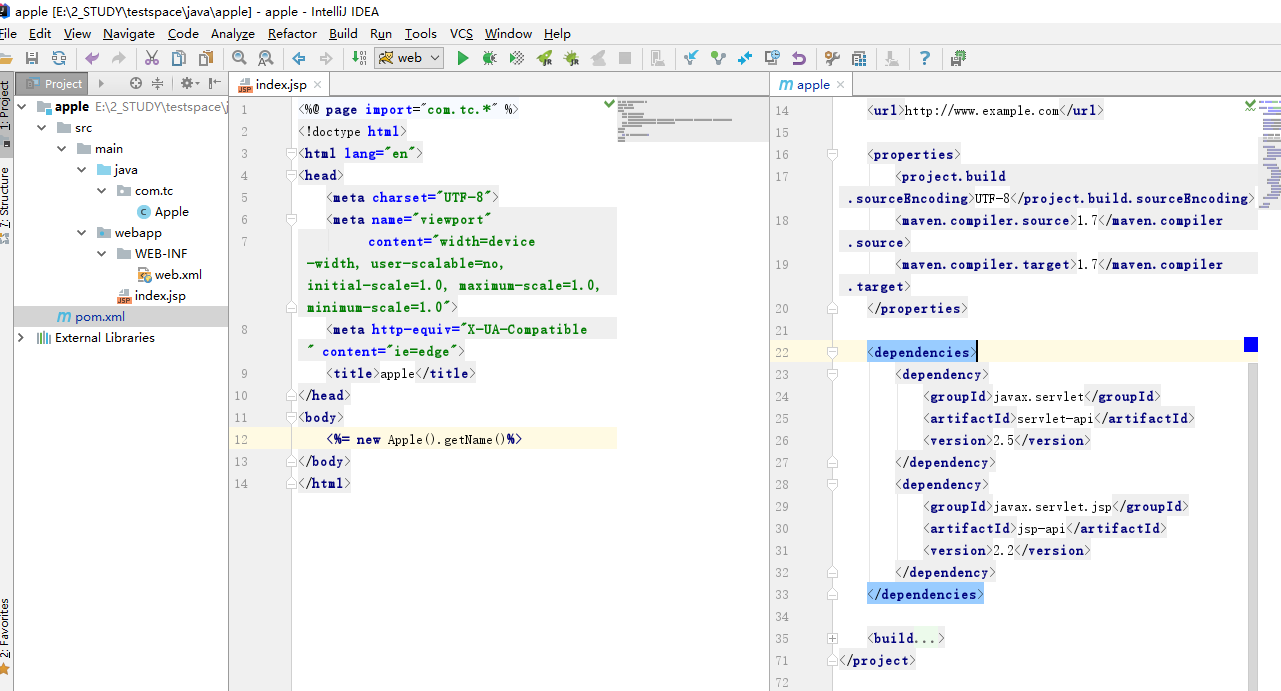 apple [E:\2_STUDY\testspace\java\apple] - apple - IntelliJ IDEA
File Edit View Navigate Code Analyze Refactor Build Run Tools VCS Window Help
web
Project
index.jsp
apple
1: Project
7: Structure
2: Favorites
apple E:\2_STUDY\testspace\j
src
main
java
com.tc
Apple
webapp
WEB-INF
web.xml
index.jsp
pom.xml
External Libraries
1 <%@ page import="com.tc.*" %>
2 <!doctype html>
3 <html lang="en">
4 <head>
5 <meta charset="UTF-8">
6 <meta name="viewport"
7 content="width=device
-width, user-scalable=no,
initial-scale=1.0, maximum-scale=1.0,
minimum-scale=1.0">
8 <meta http-equiv="X-UA-Compatible
" content="ie=edge">
9 <title>apple</title>
10 </head>
11 <body>
12 <%= new Apple().getName()%>
13 </body>
14 </html>
14 <url>http://www.example.com</url>
15
16 <properties>
17 <project.build
.sourceEncoding>UTF-8</project.build.sourceEncoding>
18 <maven.compiler.source>1.7</maven.compiler
.source>
19 <maven.compiler.target>1.7</maven.compiler
.target>
20 </properties>
21
22 <dependencies>
23 <dependency>
24 <groupId>javax.servlet</groupId>
25 <artifactId>servlet-api</artifactId>
26 <version>2.5</version>
27 </dependency>
28 <dependency>
29 <groupId>javax.servlet.jsp</groupId>
30 <artifactId>jsp-api</artifactId>
31 <version>2.2</version>
32 </dependency>
33 </dependencies>
34
35 <build...>
71 </project>
72